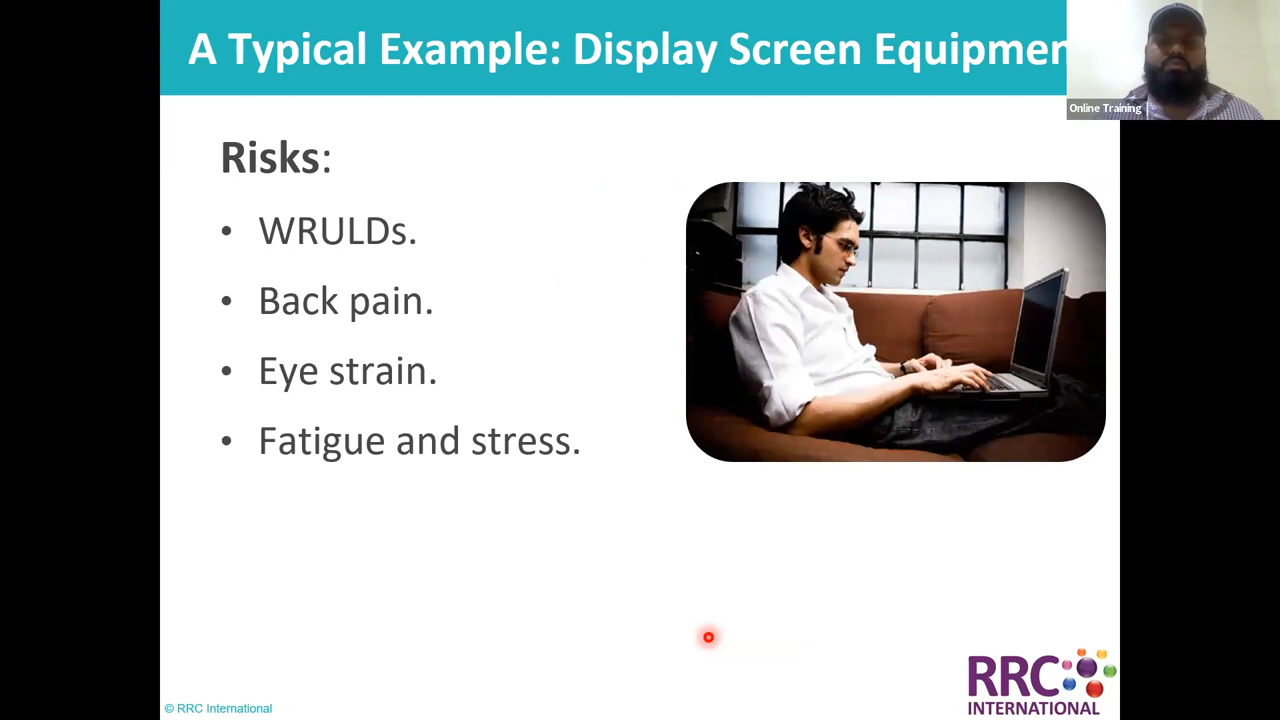 A Typical Example: Display Screen Equipmen
Online Training
Risks:
• WRULDs.
• Back pain.
• Eye strain.
• Fatigue and stress.
RRC
INTERNATIONAL
© RRC International